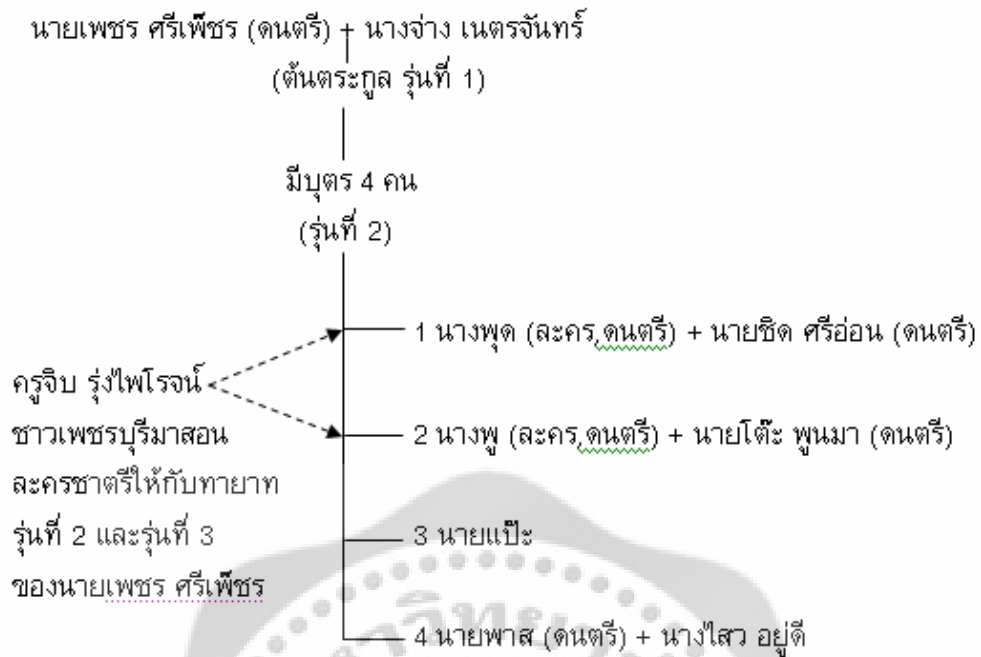 นายเพชร ศรีเพ็ชร (ดนตรี) + นางจ่าง เนตรจันทร์
(ต้นตระกูล รุ่นที่ 1)
มีบุตร 4 คน
(รุ่นที่ 2)
1 นางพุด (ละคร,ดนตรี) + นายชิด ศรีอ่อน (ดนตรี)
ครูจิบ รุ่งไพโรจน์
ชาวเพชรบุรีมาสอน
ละครชาตรีให้กับทายาท
รุ่นที่ 2 และรุ่นที่ 3
ของนายเพชร ศรีเพ็ชร
2 นางพู (ละคร,ดนตรี) + นายโต๊ะ พูนมา (ดนตรี)
3 นายแป๊ะ
4 นายพาส (ดนตรี) + นางไสว อยู่ดี